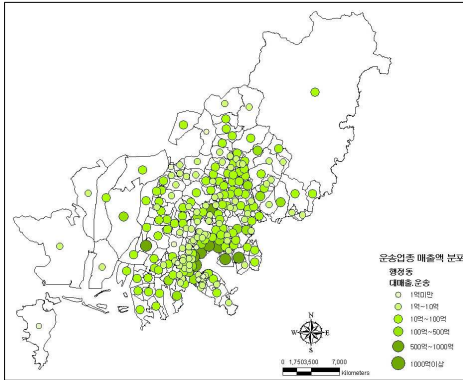 운송업종 매출액 분포
행정동
대매출.운송
1억미만
1억~10억
10억~100억
100억~500억
500억~1000억
1000억이상
N
W E
S
0 1,7503,500 7,000
Kilometers